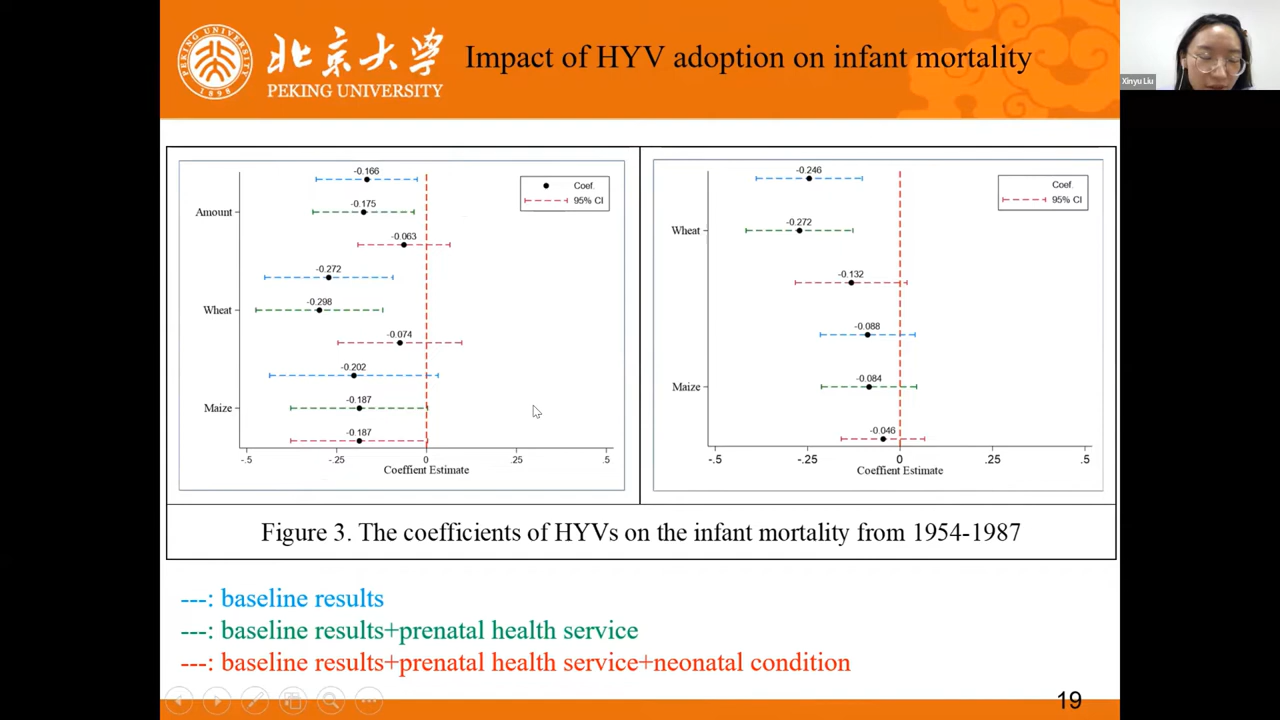 北京大学
PEKING UNIVERSITY
PEKING UNIVERSITY
1898
Impact of HYV adoption on infant mortality
Xinyu Liu
-0.166
-0.175
-0.063
-0.272
-0.298
-0.074
-0.202
-0.187
-0.187
Amount
Wheat
Maize
Coef.
95% CI
-.5
-.25
0
.25
.5
Coeffient Estimate
-0.246
-0.272
-0.132
-0.088
-0.084
-0.046
Wheat
Maize
Coef.
95% CI
-.5
-.25
0
.25
.5
Coeffient Estimate
Figure 3. The coefficients of HYVs on the infant mortality from 1954-1987
---: baseline results
---: baseline results+prenatal health service
---: baseline results+prenatal health service+neonatal condition
19